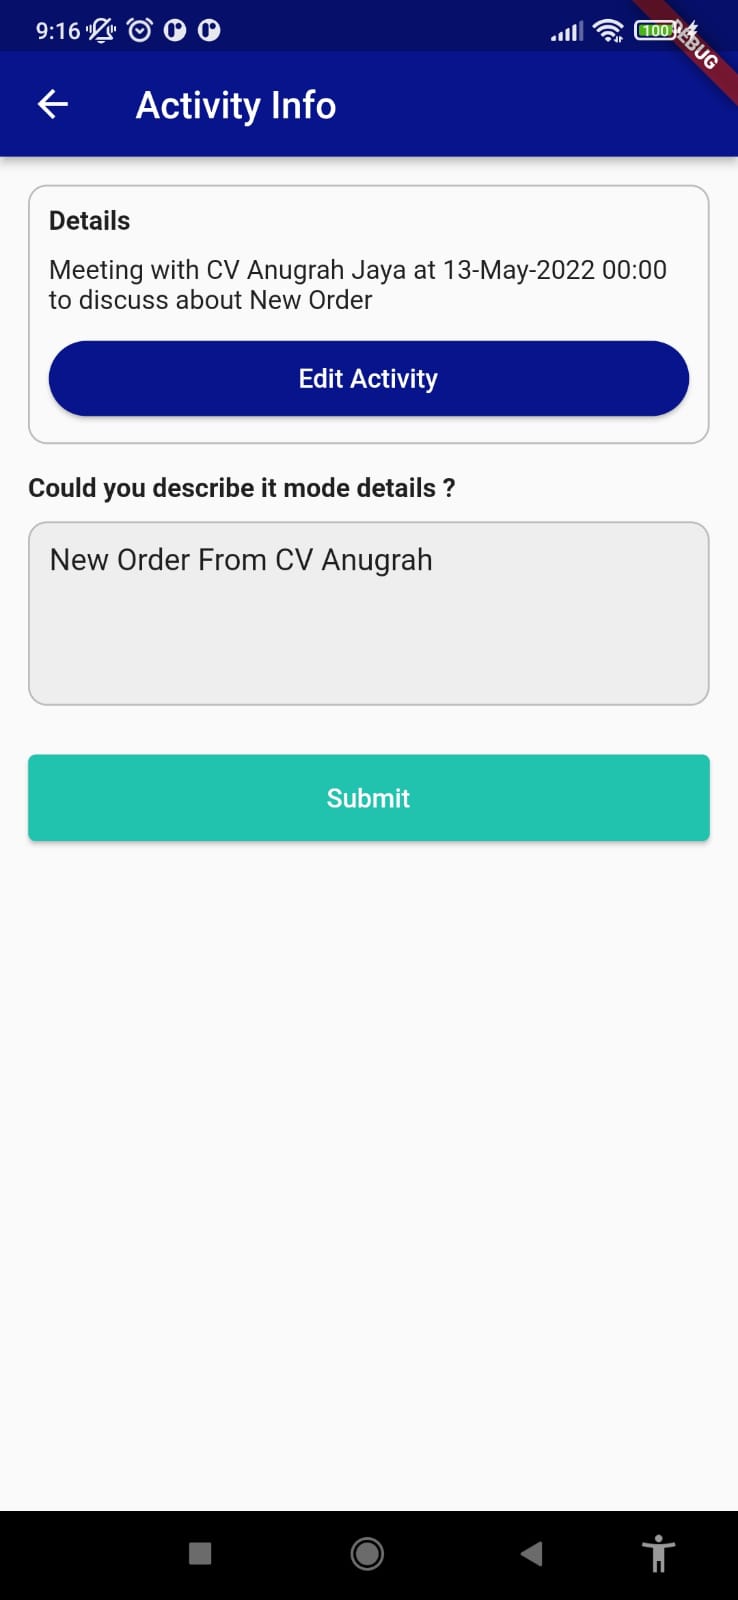 9:16
100
DEBUG
Activity Info
Details
Meeting with CV Anugrah Jaya at 13-May-2022 00:00
to discuss about New Order
Edit Activity
Could you describe it mode details ?
New Order From CV Anugrah
Submit